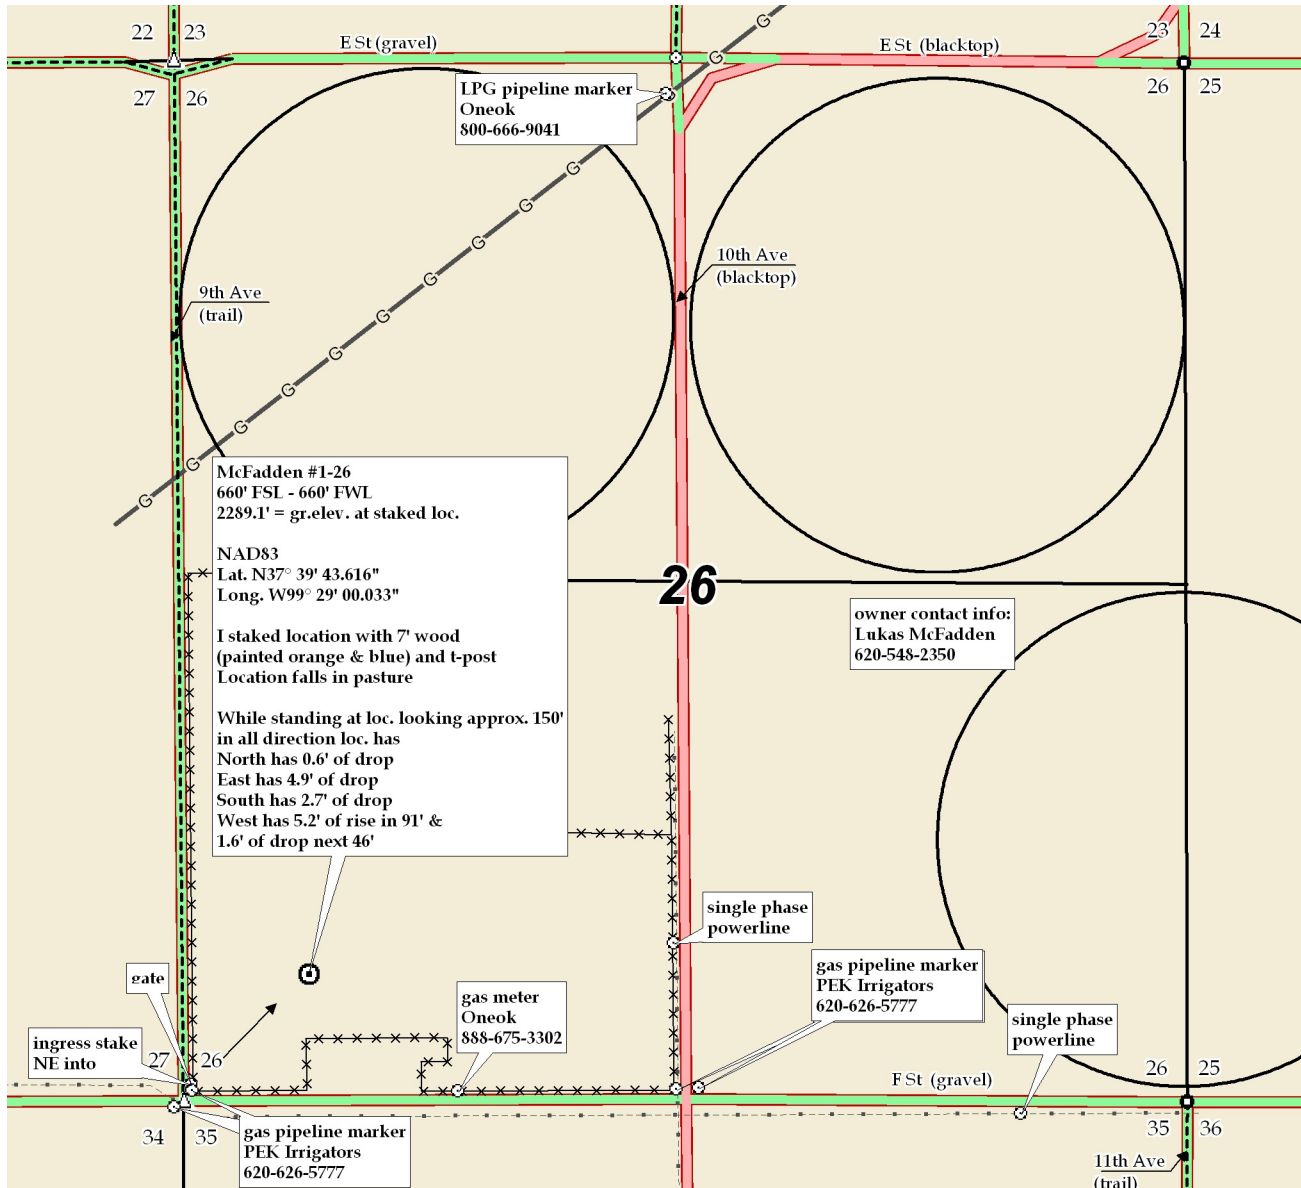 22
23
E St (gravel)
E St (blacktop)
23
24
27
26
26
25
LPG pipeline marker
Oneok
800-666-9041
G
G
G
G
G
G
G
G
G
G
G
G
10th Ave
(blacktop)
9th Ave
(trail)
McFadden #1-26
660' FSL - 660' FWL
2289.1' = gr.elev. at staked loc.
NAD83
Lat. N37° 39' 43.616"
Long. W99° 29' 00.033"
I staked location with 7' wood
(painted orange & blue) and t-post
Location falls in pasture
While standing at loc. looking approx. 150'
in all direction loc. has
North has 0.6' of drop
East has 4.9' of drop
South has 2.7' of drop
West has 5.2' of rise in 91' &
1.6' of drop next 46'
26
owner contact info:
Lukas McFadden
620-548-2350
single phase
powerline
gas pipeline marker
PEK Irrigators
620-626-5777
gate
gas meter
Oneok
888-675-3302
single phase
powerline
ingress stake
NE into
27
26
F St (gravel)
26
25
34
35
gas pipeline marker
PEK Irrigators
620-626-5777
35
36
11th Ave
(trail)